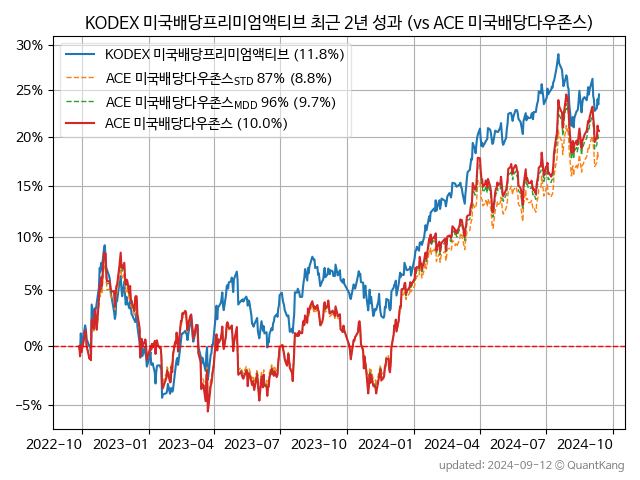 KODEX 미국배당프리미엄액티브 최근 2년 성과 (vs ACE 미국배당다우존스)
KODEX 미국배당프리미엄액티브 (11.8%)
ACE 미국배당다우존스STD 87% (8.8%)
ACE 미국배당다우존스MDD 96% (9.7%)
ACE 미국배당다우존스 (10.0%)
30%
25%
20%
15%
10%
5%
0%
−5%
2022-10 2023-01 2023-04 2023-07 2023-10 2024-01 2024-04 2024-07 2024-10
updated: 2024-09-12 © QuantKang